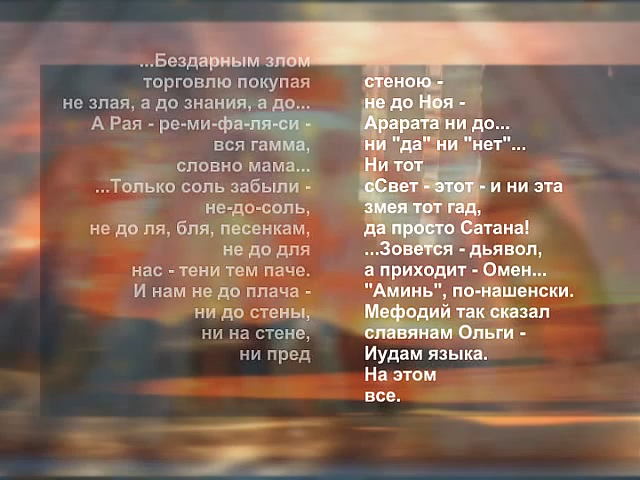 ...Бездарным злом
торговлю покупая
не злая, а до знания, а до...
А Рая - ре-ми-фа-ля-си -
вся гамма,
словно мама...
...Только соль забыли -
не-до-соль,
не до ля, бля, песенкам,
не до для
нас - тени тем паче.
И нам не до плача -
ни до стены,
ни на стене,
ни пред
стеною -
не до Ноя -
Арарата ни до...
ни "да" ни "нет"...
Ни тот
сСвет - этот - и ни эта
змея тот гад,
да просто Сатана!
...Зовется - дьявол,
а приходит - Омен...
"Аминь", по-нашенски.
Мефодий так сказал
славянам Ольги -
Иудам языка.
На этом
все.